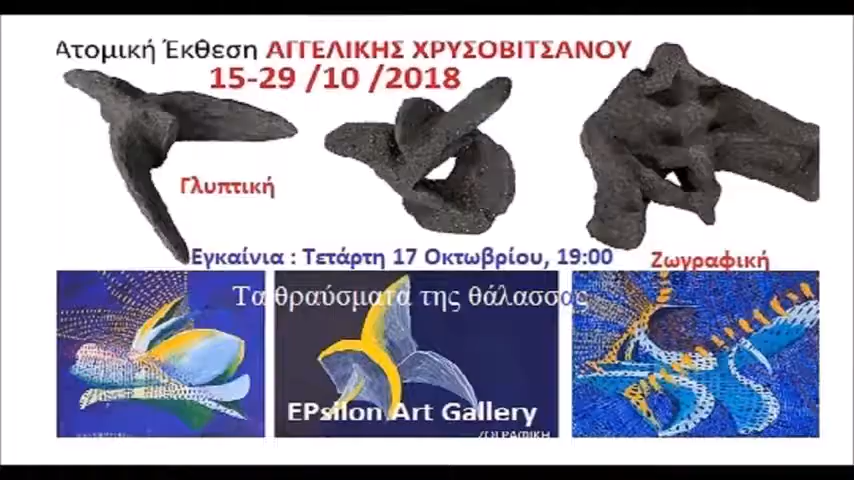 Ατομική Έκθεση ΑΓΓΕΛΙΚΗΣ ΧΡΥΣΟΒΙΤΣΑΝΟΥ
15-29 /10 /2018
Γλυπτική
Εγκαίνια : Τετάρτη 17 Οκτωβρίου, 19:00
Ζωγραφική
Τα θραύσματα της θάλασσας
EPsilon Art Gallery
ΖΩΓΡΑΦΙΚΗ